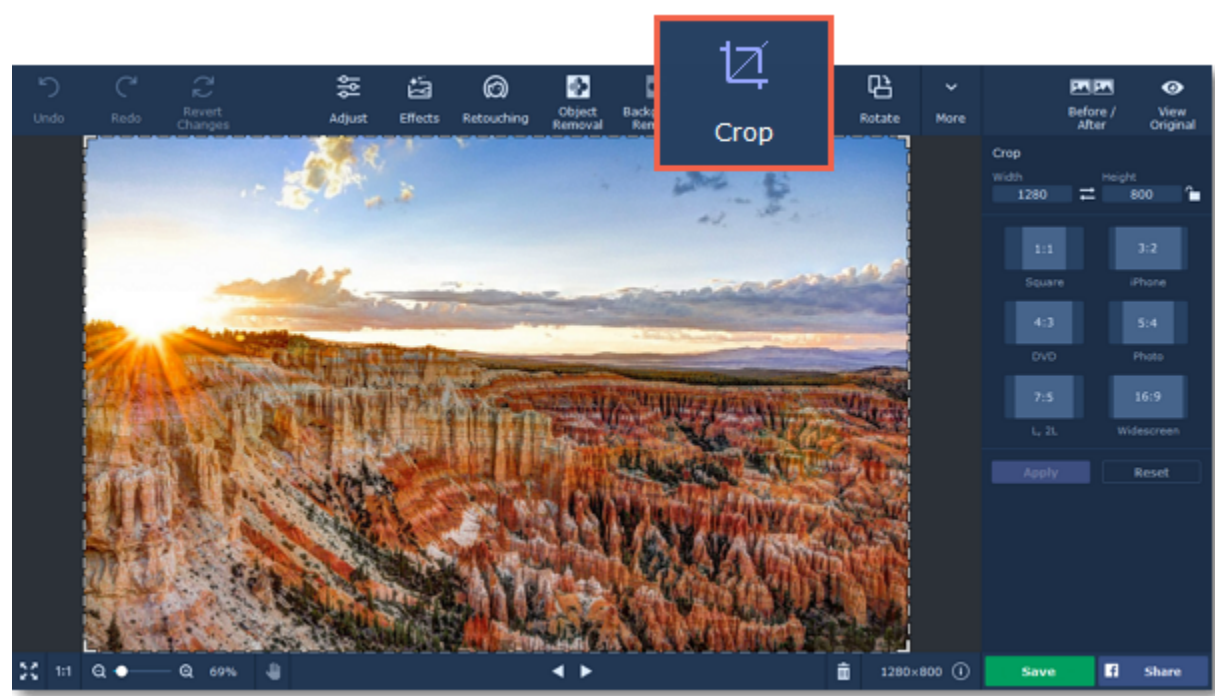 Undo
Redo
Revert
Changes
Adjust
Effects
Retouching
Object
Removal
Crop
Rotate
More
Before /
After
View
Original
Crop
Width
Height
1280
800
1:1
3:2
Square
iPhone
4:3
5:4
DVD
Photo
7:5
16:9
L, 2L
Widescreen
Apply
Reset
1:1
69%
1280×800
Save
f
Share